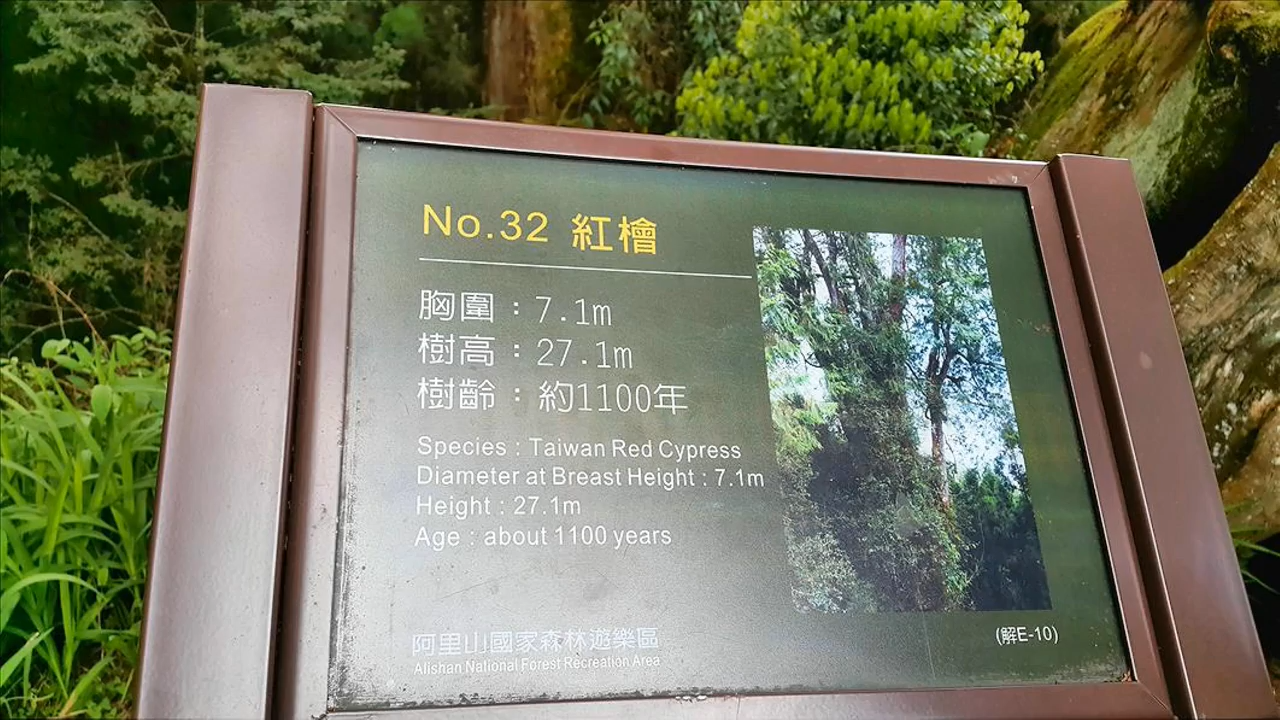 No.32 紅檜
胸圍：7.1m
樹高：27.1m
樹齡：約1100年
Species : Taiwan Red Cypress
Diameter at Breast Height : 7.1m
Height : 27.1m
Age : about 1100 years
阿里山國家森林遊樂區
Alishan National Forest Recreation Area
(解E-10)